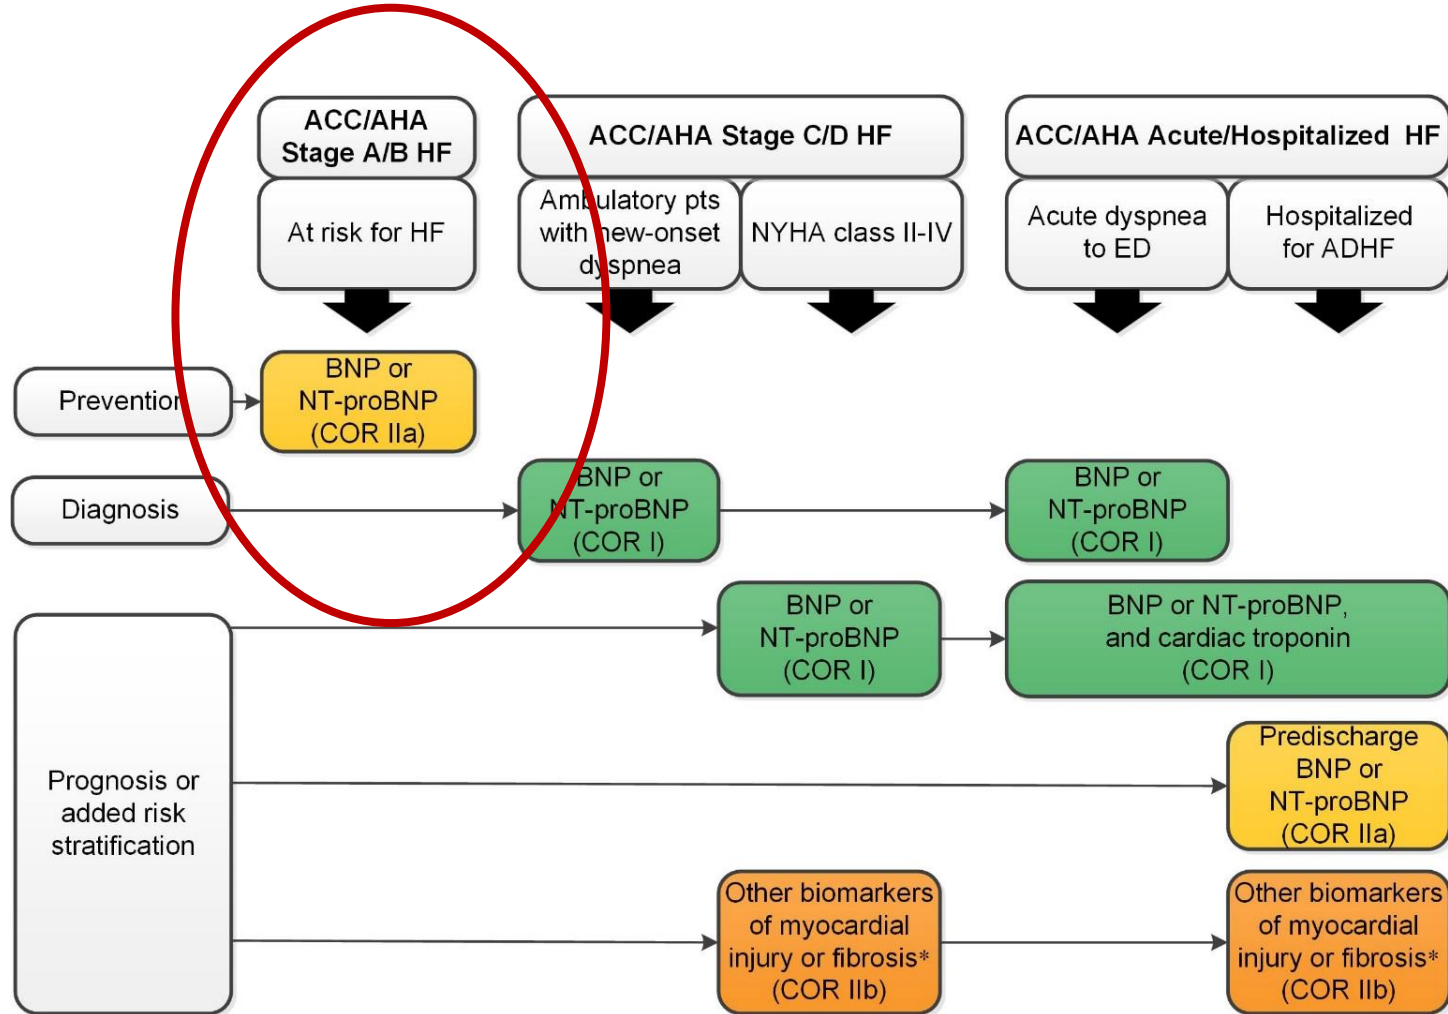 ACC/AHA
Stage A/B HF
ACC/AHA Stage C/D HF
ACC/AHA Acute/Hospitalized HF
At risk for HF
Ambulatory pts
with new-onset
dyspnea
NYHA class II-IV
Acute dyspnea
to ED
Hospitalized
for ADHF
Prevention
BNP or
NT-proBNP
(COR IIa)
Diagnosis
BNP or
NT-proBNP
(COR I)
BNP or
NT-proBNP
(COR I)
Prognosis or
added risk
stratification
BNP or
NT-proBNP
(COR I)
BNP or NT-proBNP,
and cardiac troponin
(COR I)
Predischarge
BNP or
NT-proBNP
(COR IIa)
Other biomarkers
of myocardial
injury or fibrosis*
(COR IIb)
Other biomarkers
of myocardial
injury or fibrosis*
(COR IIb)